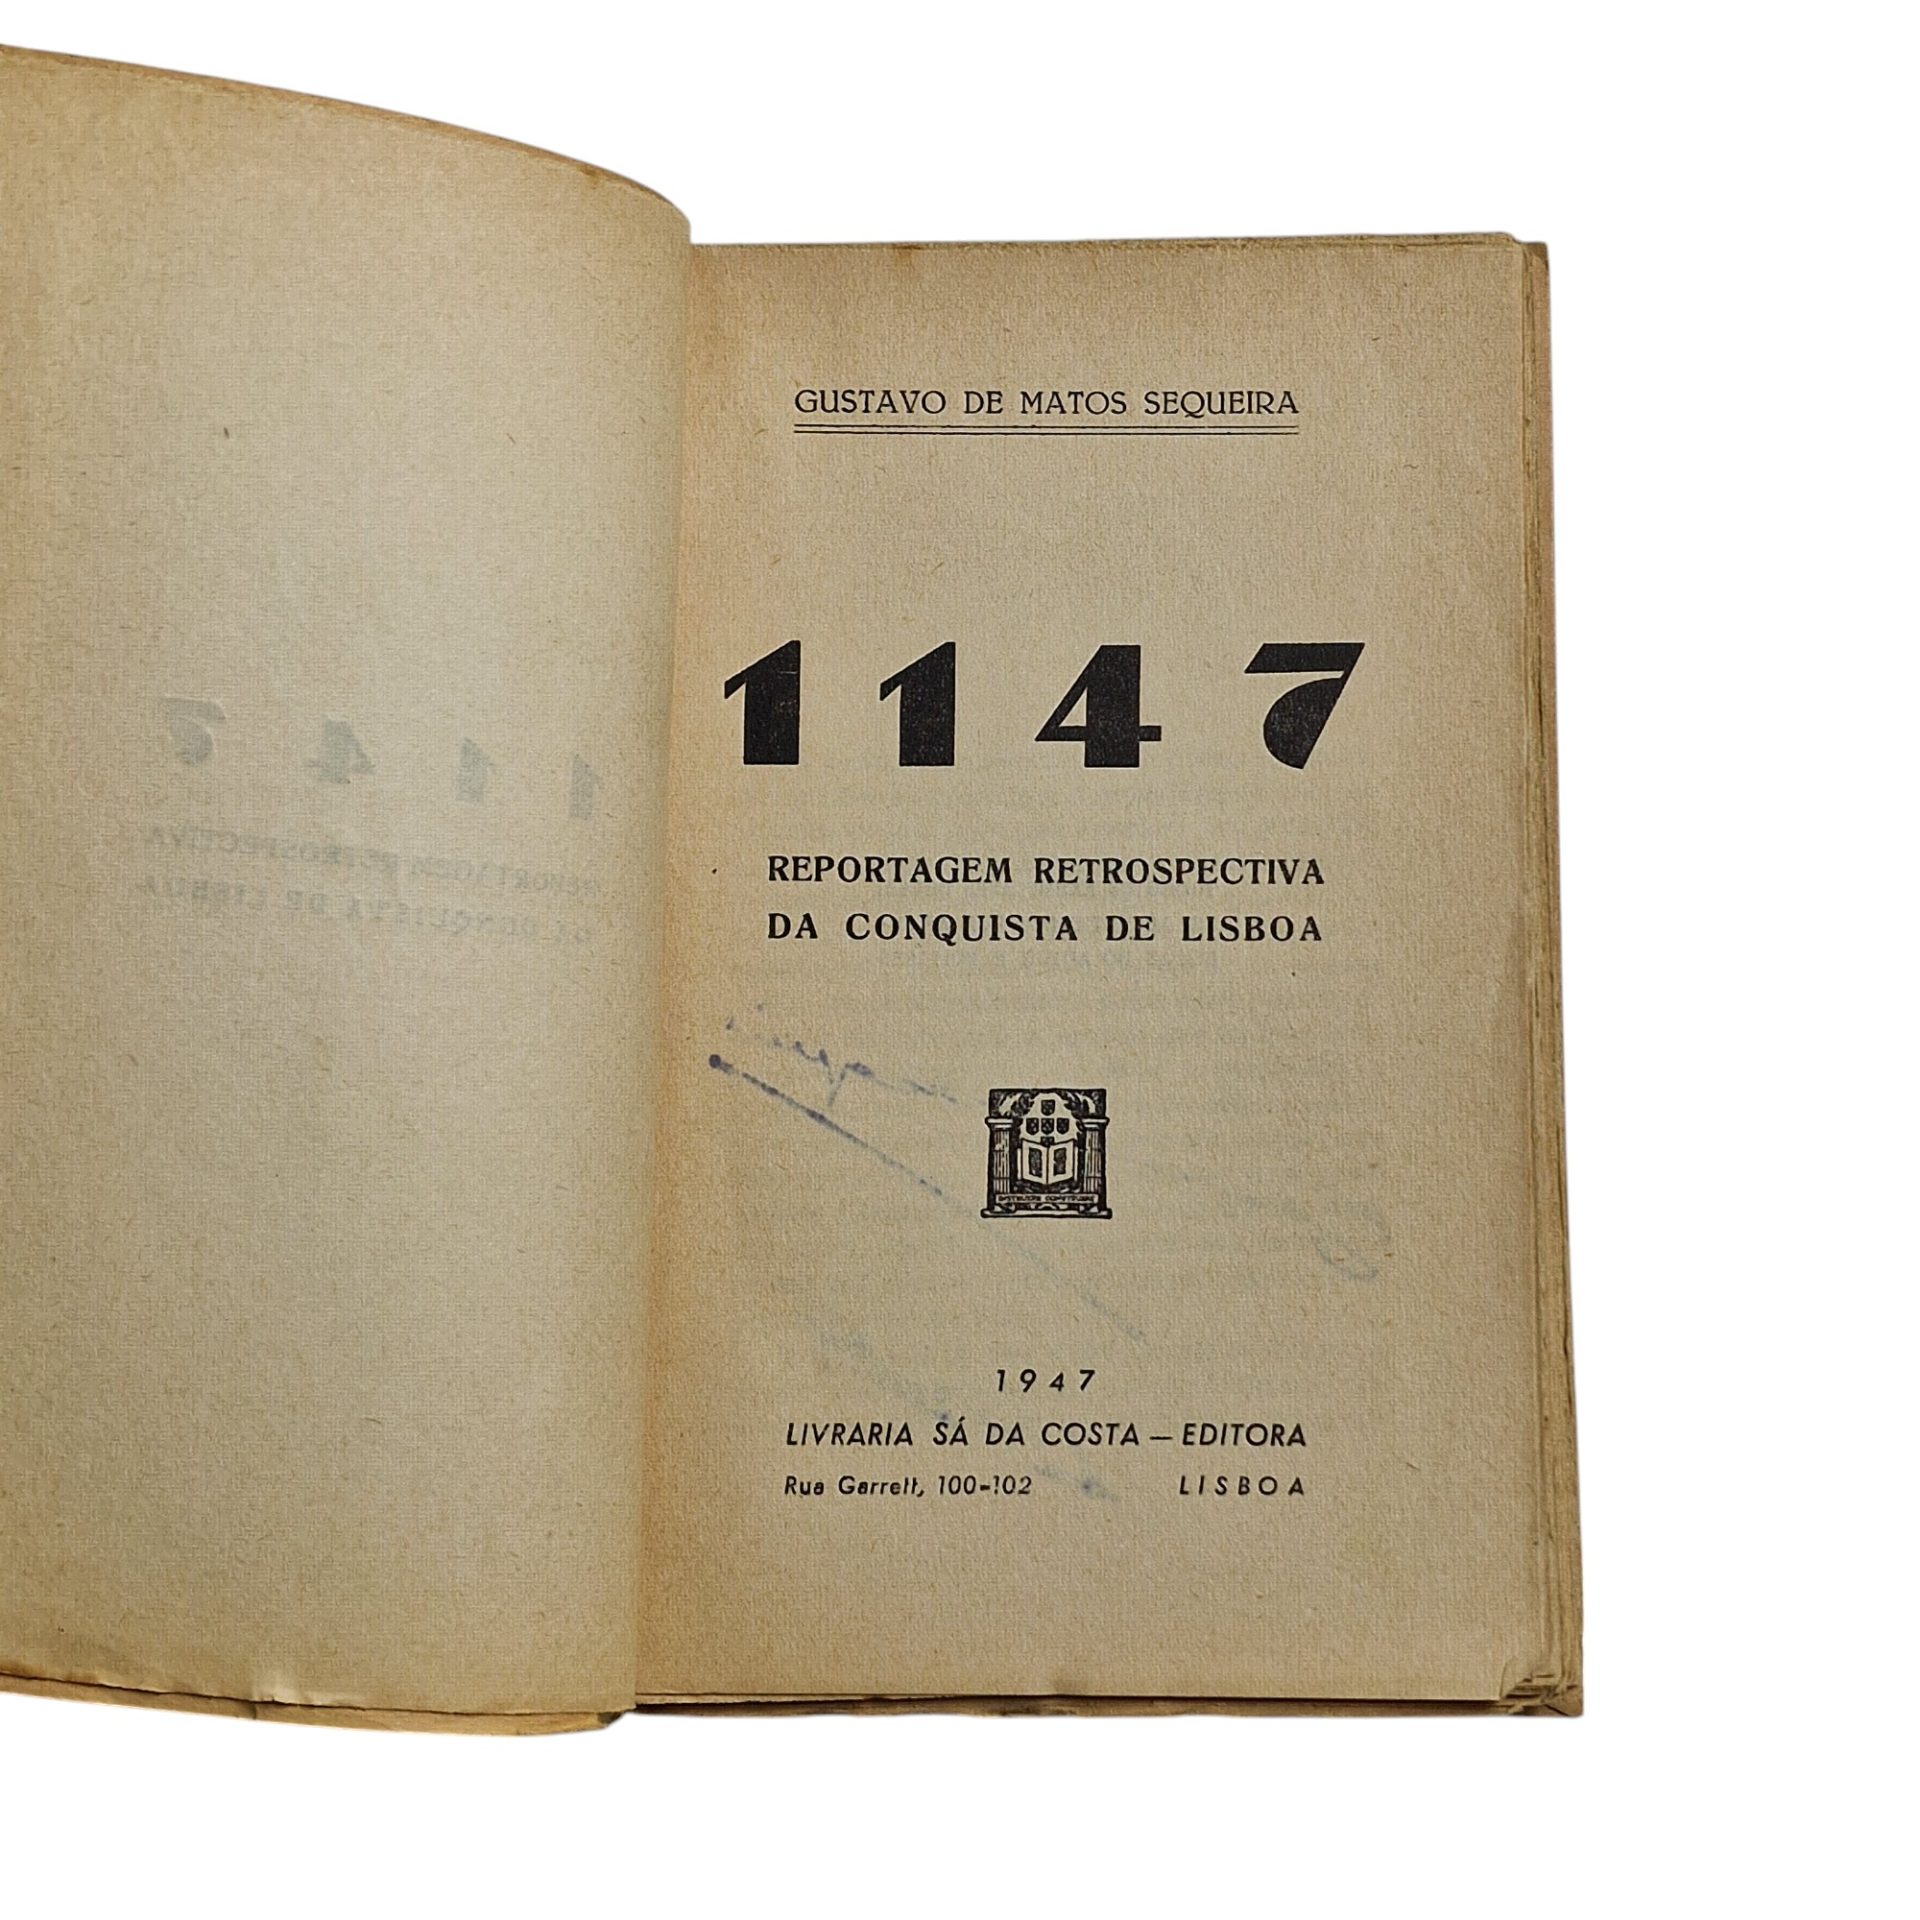 GUSTAVO DE MATOS SEQUEIRA
1147
REPORTAGEM RETROSPECTIVA
DA CONQUISTA DE LISBOA
1947
LIVRARIA SÁ DA COSTA — EDITORA
Rua Garrett, 100-102 LISBOA